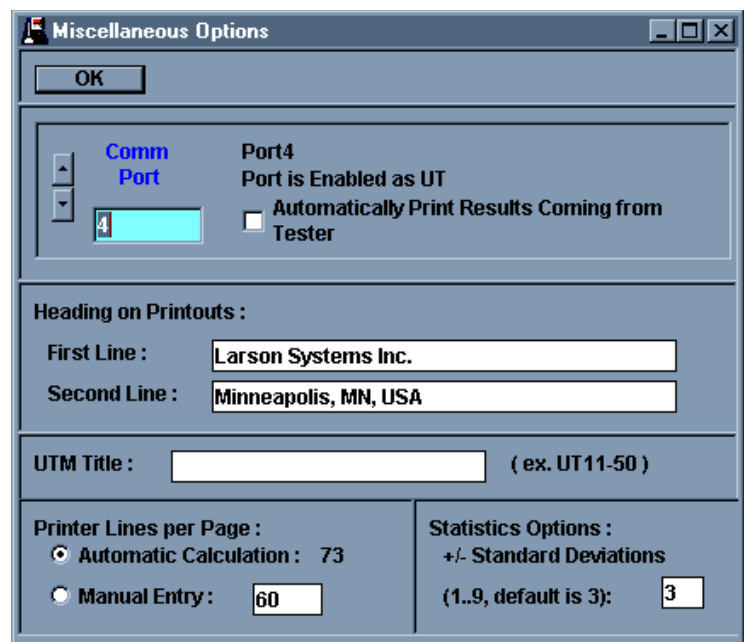 Miscellaneous Options
OK
Comm
Port
4
Port4
Port is Enabled as UT
Automatically Print Results Coming from
Tester
Heading on Printouts :
First Line : Larson Systems Inc.
Second Line : Minneapolis, MN, USA
UTM Title : ( ex. UT11-50 )
Printer Lines per Page :
Automatic Calculation : 73
Manual Entry : 60
Statistics Options :
+/- Standard Deviations
(1..9, default is 3): 3